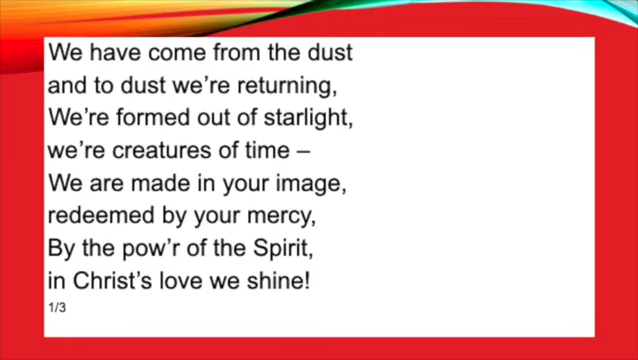 We have come from the dust
and to dust we're returning,
We're formed out of starlight,
we're creatures of time –
We are made in your image,
redeemed by your mercy,
By the pow'r of the Spirit,
in Christ's love we shine!
1/3